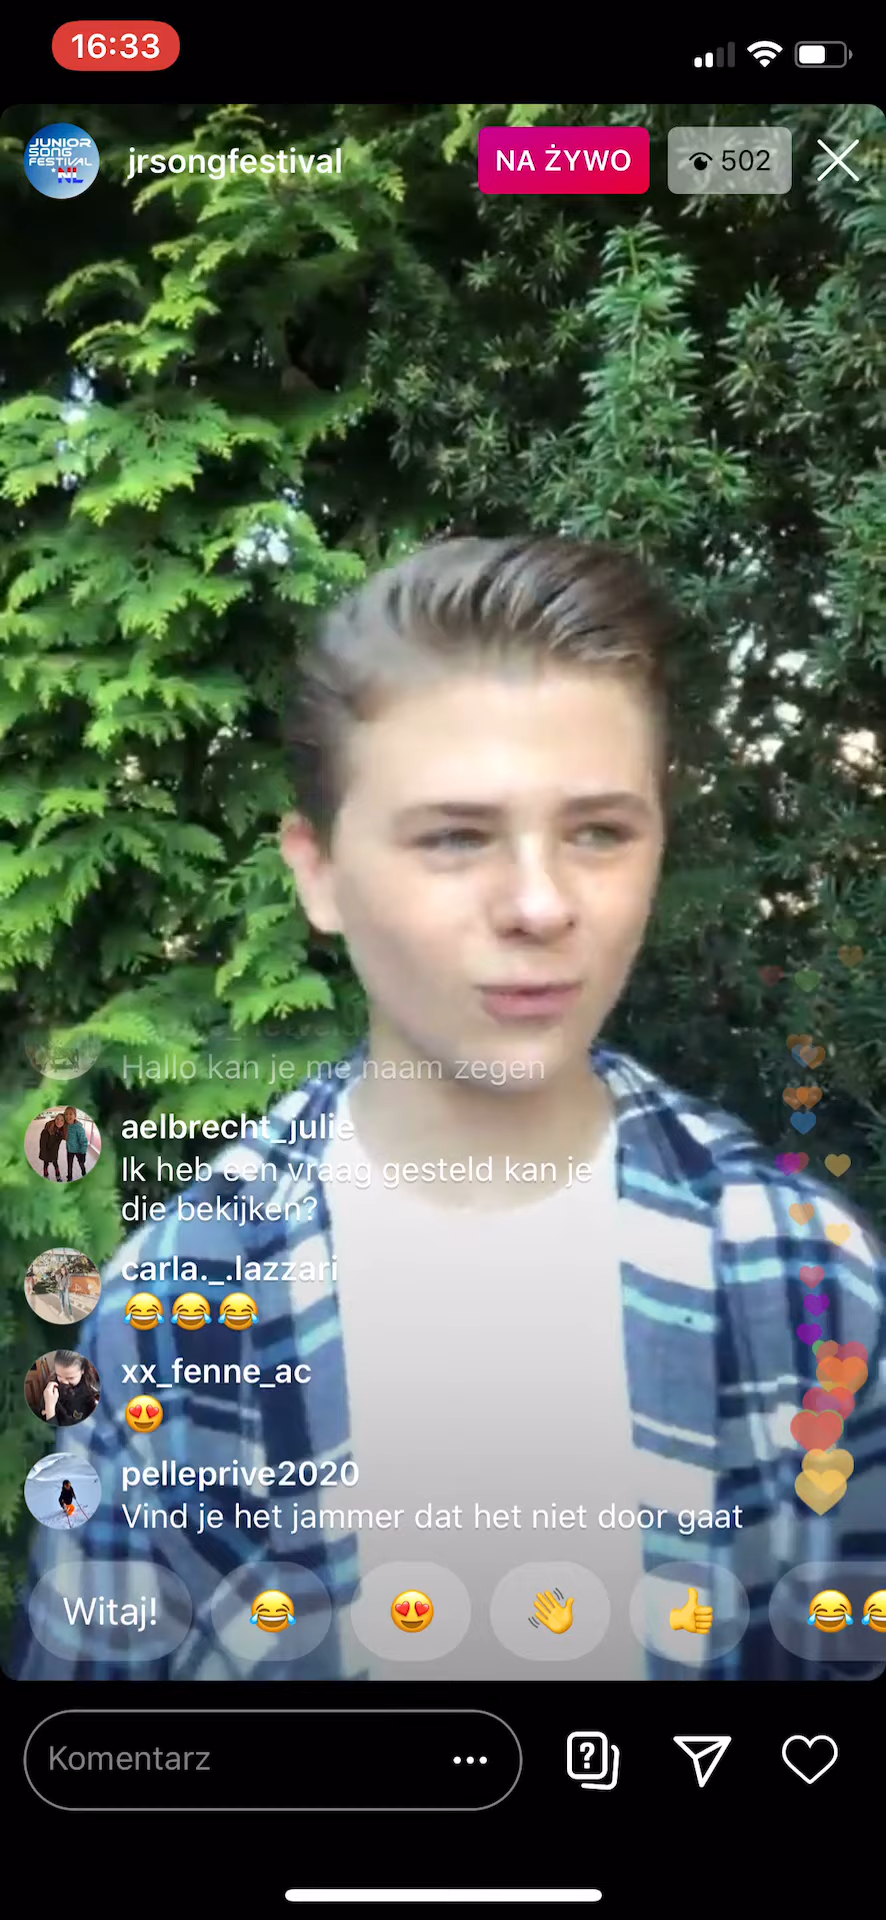 16:33
JUNIOR
SONG
FESTIVAL
NL
jrsongfestival
NA ŻYWO
502
Hallo kan je me naam zegen
aelbrecht_julie
Ik heb een vraag gesteld kan je
die bekijken?
carla._.lazzari
😂😂😂
xx_fenne_ac
😍
pelleprive2020
Vind je het jammer dat het niet door gaat
Witaj!
Komentarz